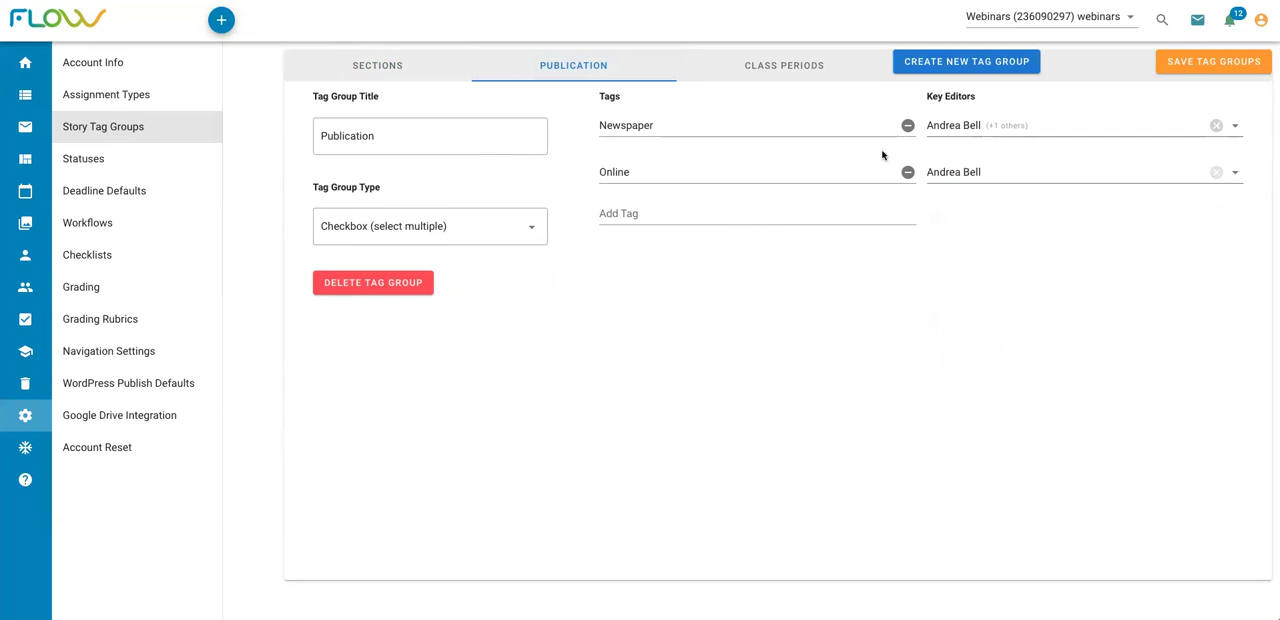 FLOW
+
Webinars (236090297) webinars
12
Account Info
Assignment Types
Story Tag Groups
Statuses
Deadline Defaults
Workflows
Checklists
Grading
Grading Rubrics
Navigation Settings
WordPress Publish Defaults
Google Drive Integration
Account Reset
SECTIONS
PUBLICATION
CLASS PERIODS
CREATE NEW TAG GROUP
SAVE TAG GROUPS
Tag Group Title
Publication
Tag Group Type
Checkbox (select multiple)
DELETE TAG GROUP
Tags
Key Editors
Newspaper
Andrea Bell (+1 others)
Online
Andrea Bell
Add Tag